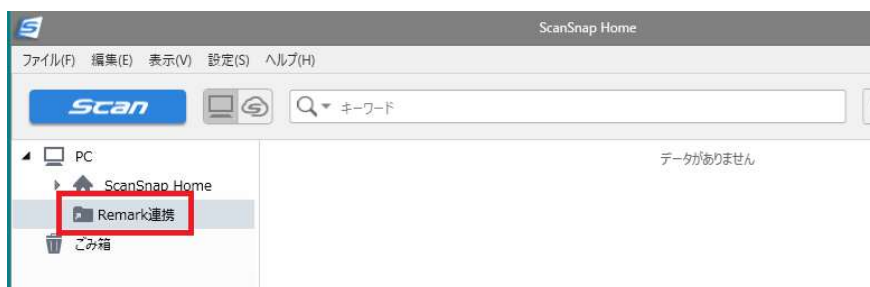 ScanSnap Home
ファイル(F) 編集(E) 表示(V) 設定(S) ヘルプ(H)
Scan
キーワード
PC
データがありません
ScanSnap Home
Remark連携
ごみ箱